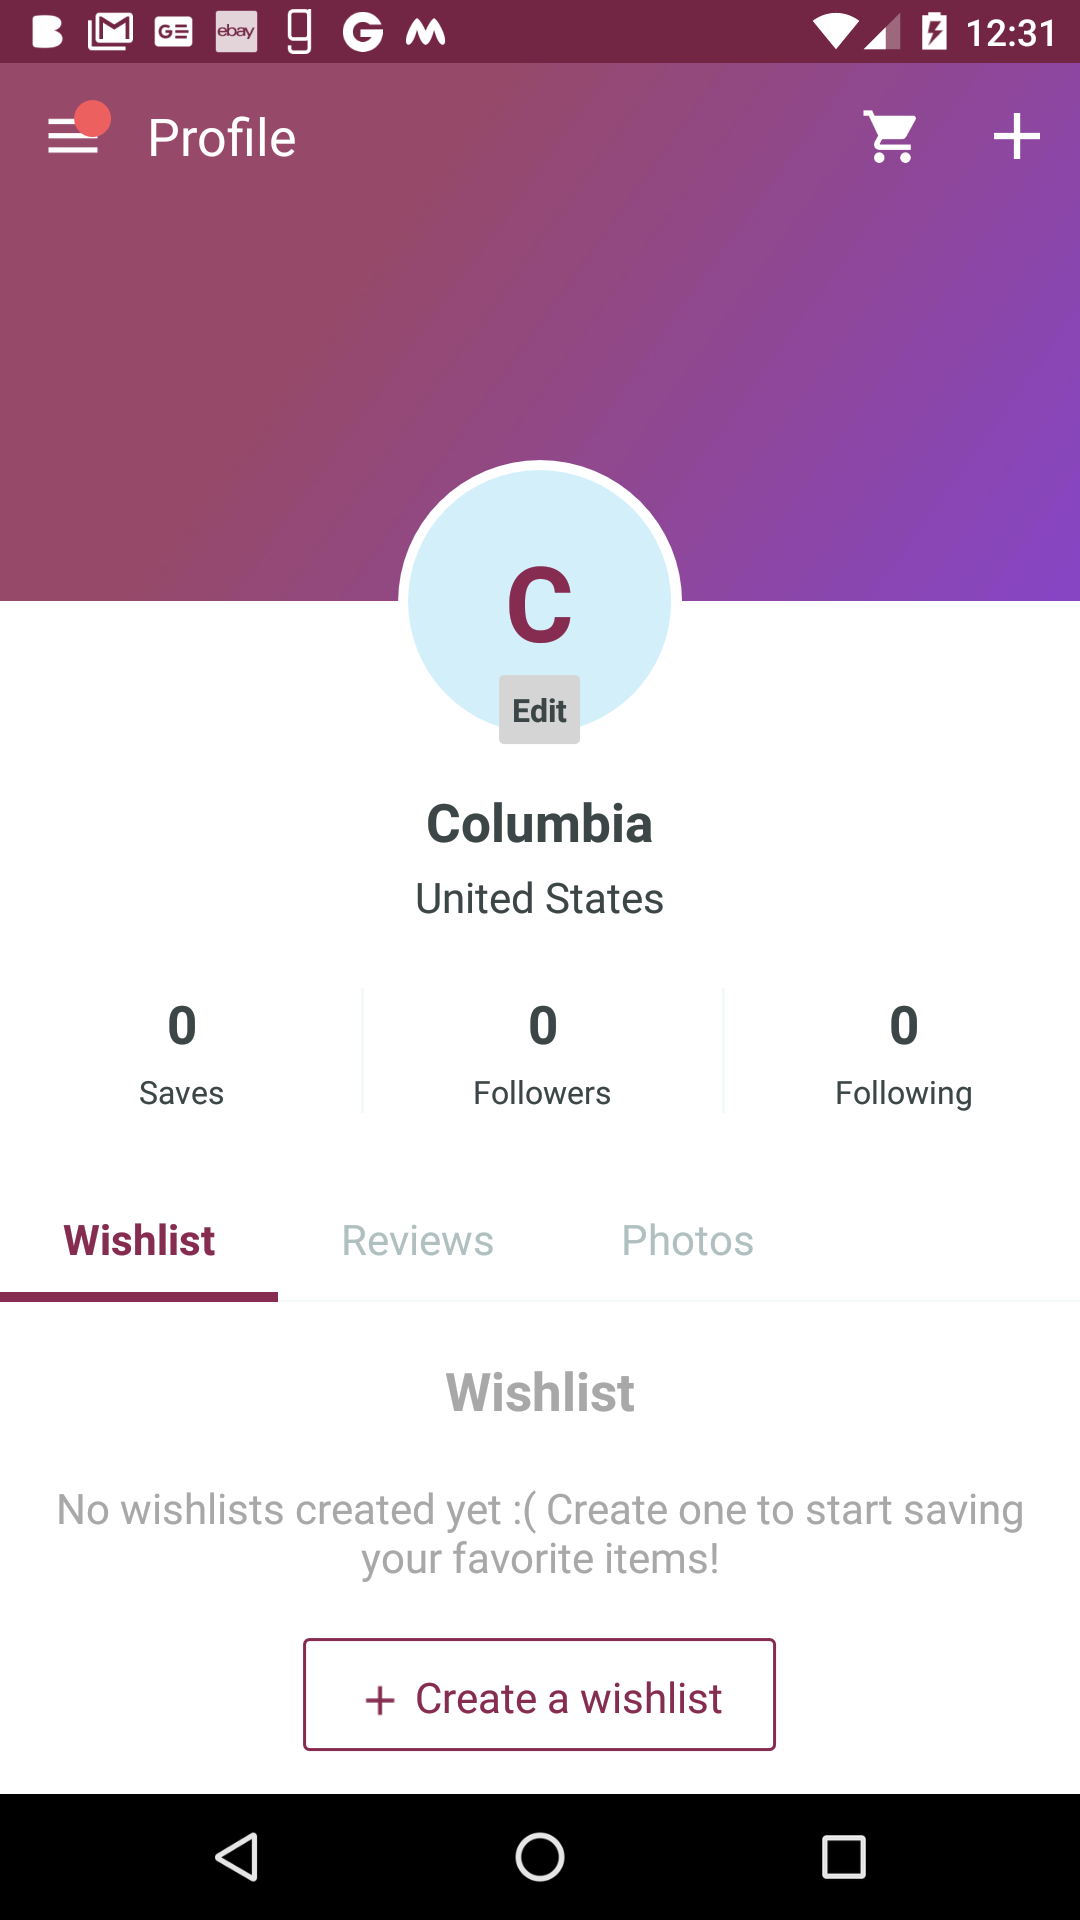 12:31
Profile
C
Edit
Columbia
United States
0 0 0
Saves Followers Following
Wishlist Reviews Photos
Wishlist
No wishlists created yet :( Create one to start saving
your favorite items!
+ Create a wishlist